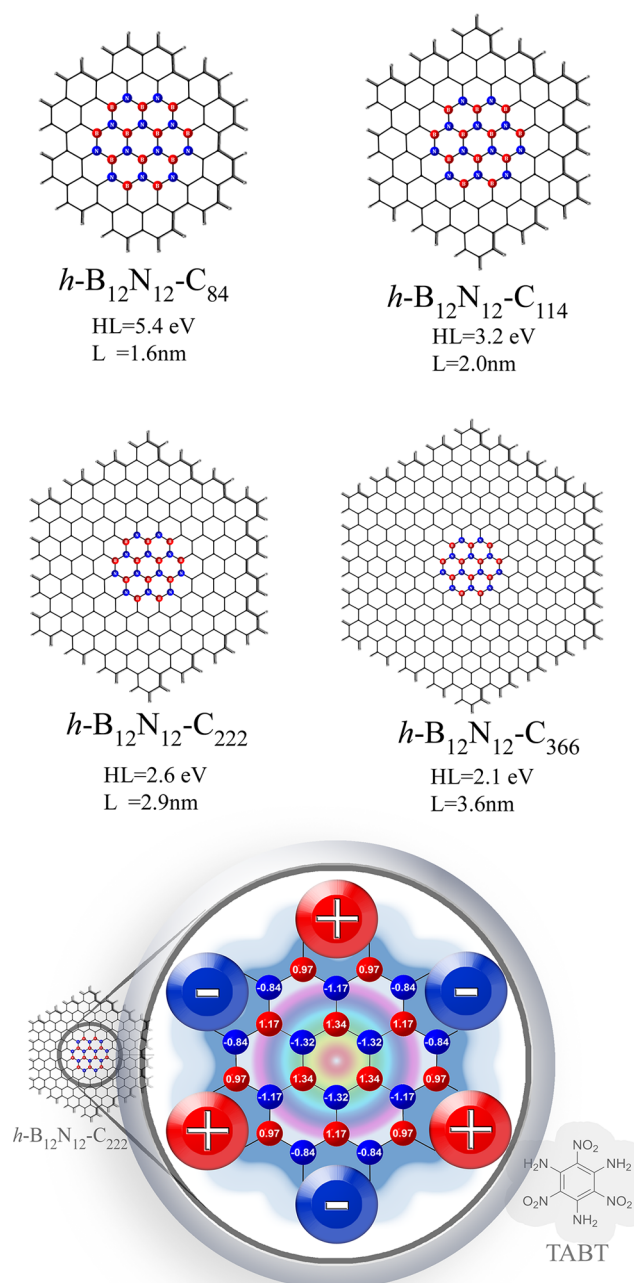 N N
B B B
N N N
B B B B
N N N N
B B B
N N N
B B
h-B₁₂N₁₂-C₈₄
HL=5.4 eV
L =1.6nm
N N
B B B
N N N
B B B B
N N N N
B B B
N N N
B B
h-B₁₂N₁₂-C₁₁₄
HL=3.2 eV
L=2.0nm
h-B₁₂N₁₂-C₂₂₂
HL=2.6 eV
L =2.9nm
h-B₁₂N₁₂-C₃₆₆
HL=2.1 eV
L=3.6nm
+
0.97 0.97
- -0.84 -1.17 -0.84 -
1.17 1.34 1.17
-0.84 -1.32 -1.32 -0.84
0.97 1.34 1.34 0.97
-1.17 -1.32 -1.17
+ 0.97 1.17 0.97 +
-0.84 -0.84
-
h-B₁₂N₁₂-C₂₂₂
NO₂
H₂N NH₂
O₂N NO₂
NH₂
TABT